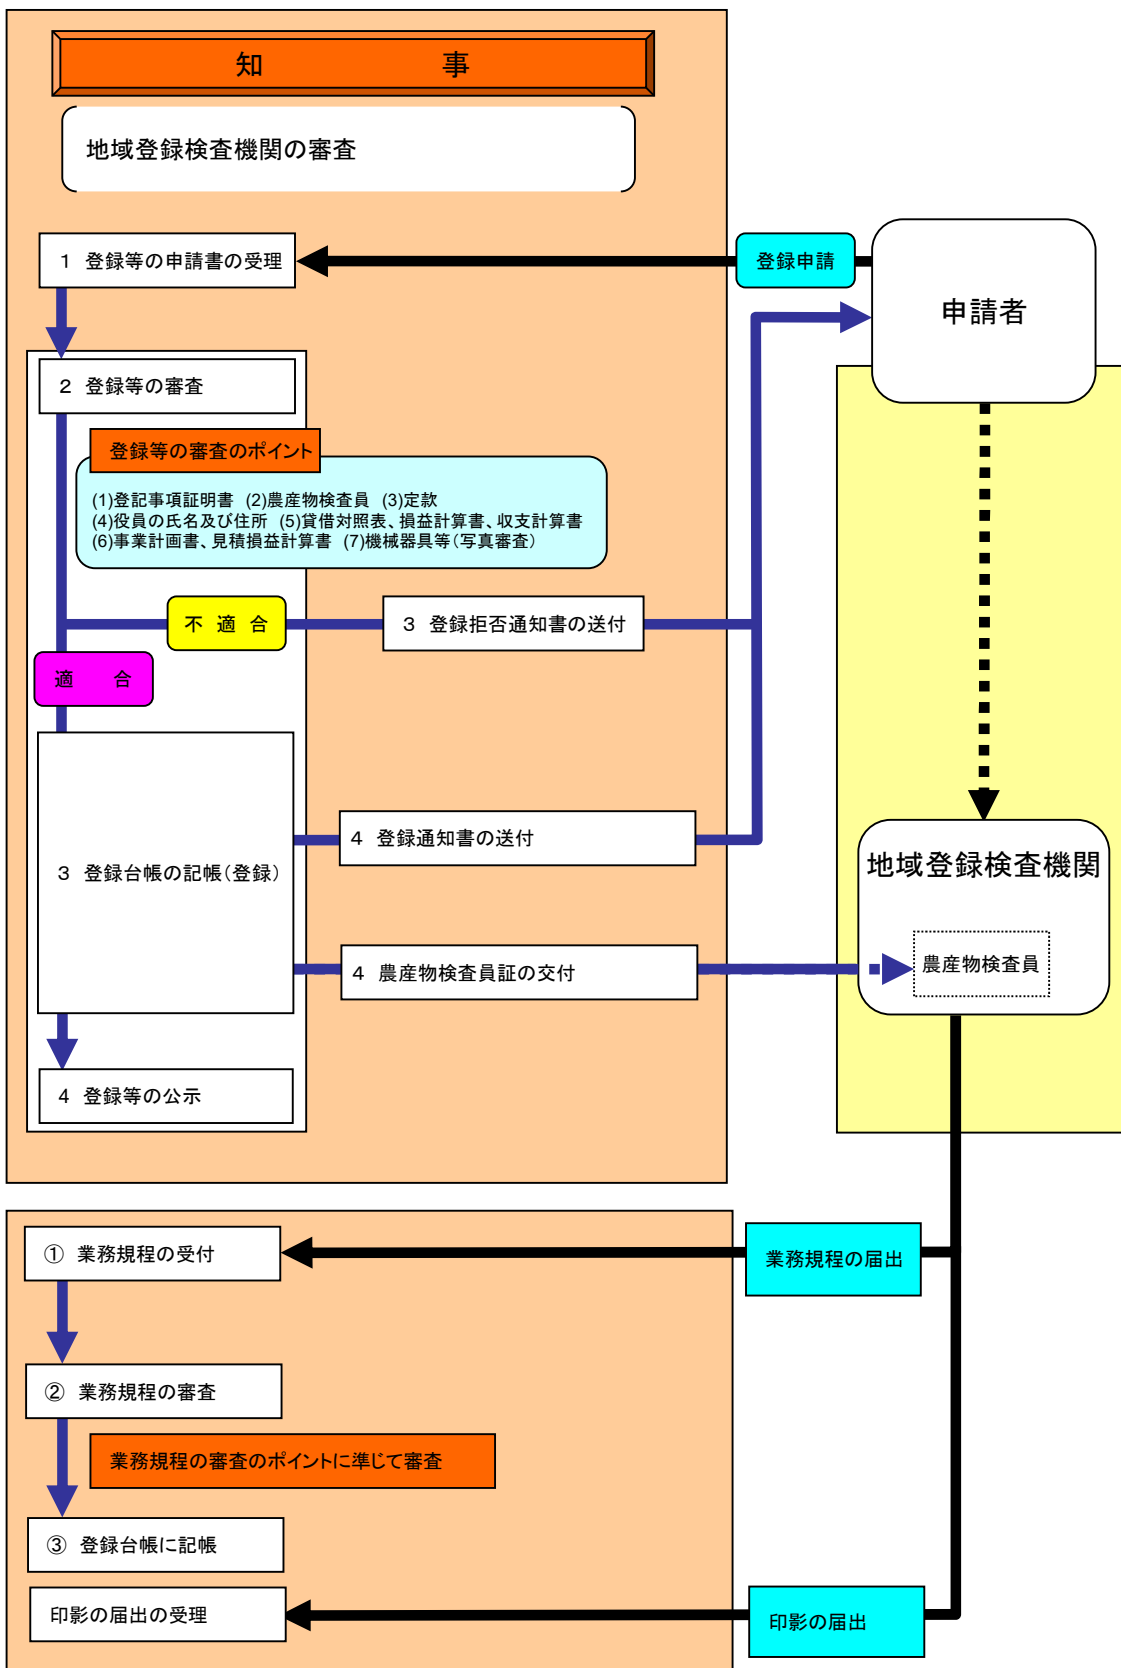 知　事
地域登録検査機関の審査
1 登録等の申請書の受理
登録申請
申請者
2 登録等の審査
登録等の審査のポイント
(1)登記事項証明書 (2)農産物検査員 (3)定款
(4)役員の氏名及び住所 (5)貸借対照表、損益計算書、収支計算書
(6)事業計画書、見積損益計算書 (7)機械器具等(写真審査)
不適合
3 登録拒否通知書の送付
適　合
3 登録台帳の記帳(登録)
4 登録通知書の送付
地域登録検査機関
農産物検査員
4 農産物検査員証の交付
4 登録等の公示
① 業務規程の受付
業務規程の届出
② 業務規程の審査
業務規程の審査のポイントに準じて審査
③ 登録台帳に記帳
印影の届出の受理
印影の届出